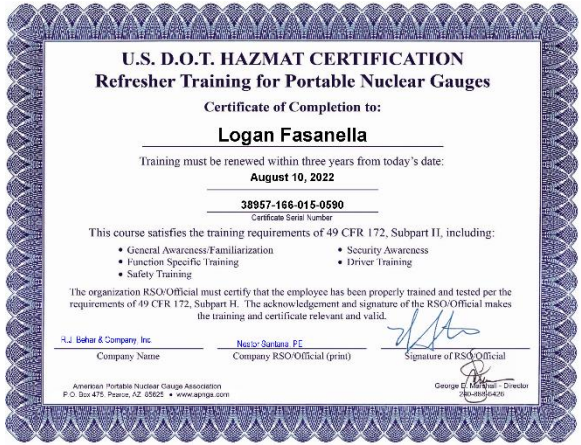 U.S. D.O.T. HAZMAT CERTIFICATION
Refresher Training for Portable Nuclear Gauges
Certificate of Completion to:
Logan Fasanella
Training must be renewed within three years from today's date:
August 10, 2022
38957-166-015-0590
Certificate Serial Number
This course satisfies the training requirements of 49 CFR 172, Subpart H, including:
• General Awareness/Familiarization
• Function Specific Training
• Safety Training
• Security Awareness
• Driver Training
The organization RSO/Official must certify that the employee has been properly trained and tested per the
requirements of 49 CFR 172, Subpart H. The acknowledgement and signature of the RSO/Official makes
the training and certificate relevant and valid.
R.J. Behar & Company, Inc.
Company Name
Nestor Santana, PE
Company RSO/Official (print)
Signature of RSO/Official
American Portable Nuclear Gauge Association
P.O. Box 475, Pearce, AZ 85625 • www.apnga.com
George D. Marshall - Director